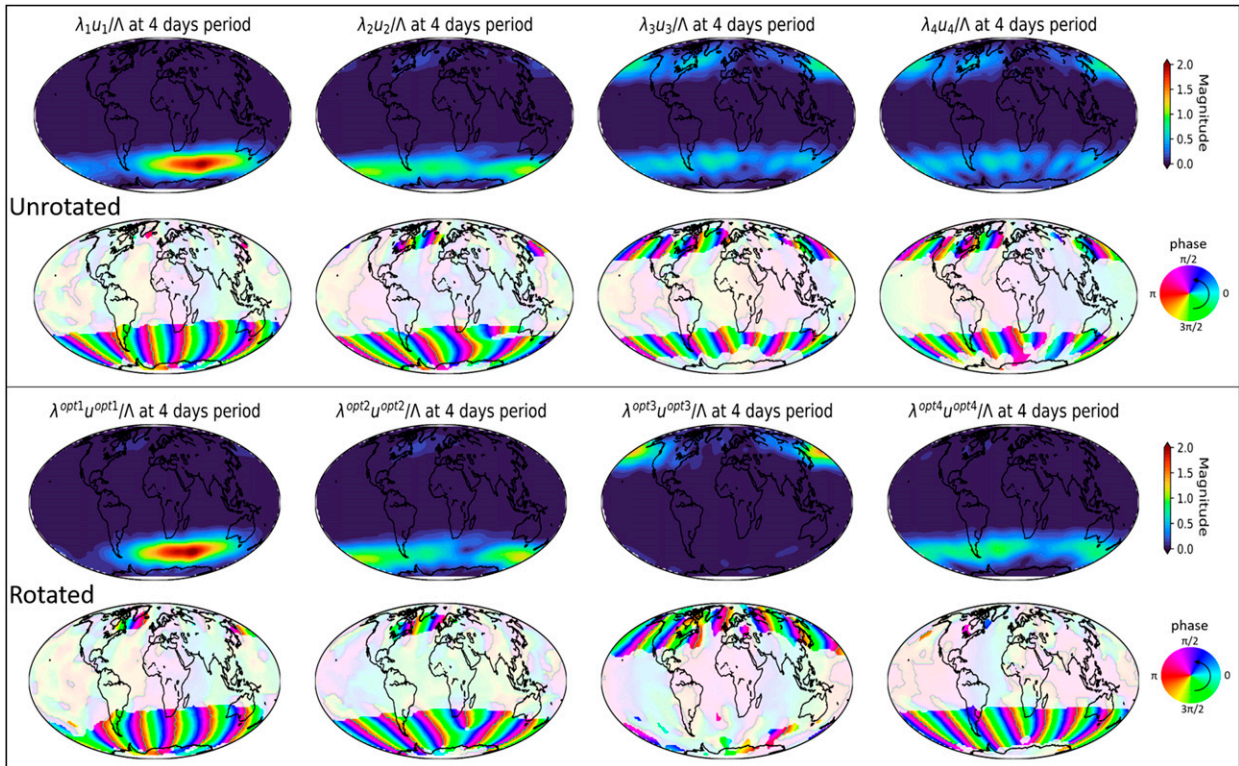 λ₁u₁/Λ at 4 days period
λ₂u₂/Λ at 4 days period
λ₃u₃/Λ at 4 days period
λ₄u₄/Λ at 4 days period
2.0
1.5
1.0
0.5
0.0
Magnitude
Unrotated
phase
π/2
π
0
3π/2
λᵒᵖᵗ¹uᵒᵖᵗ¹/Λ at 4 days period
λᵒᵖᵗ²uᵒᵖᵗ²/Λ at 4 days period
λᵒᵖᵗ³uᵒᵖᵗ³/Λ at 4 days period
λᵒᵖᵗ⁴uᵒᵖᵗ⁴/Λ at 4 days period
2.0
1.5
1.0
0.5
0.0
Magnitude
Rotated
phase
π/2
π
0
3π/2